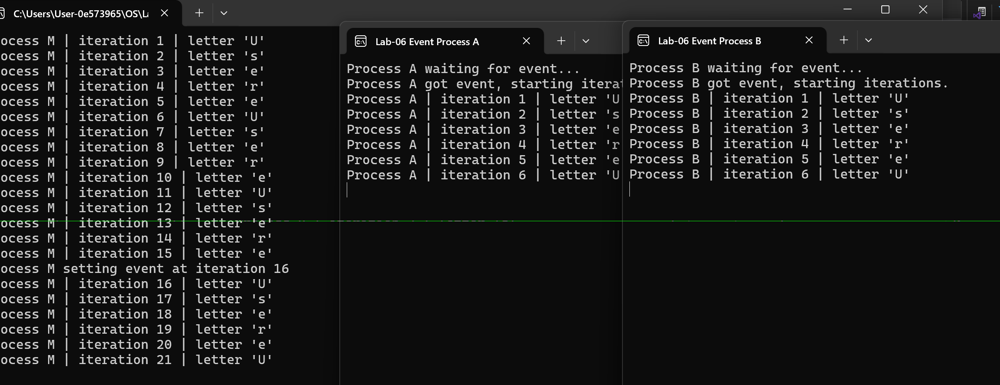 C:\Users\User-0e573965\OS\La
ocess M | iteration 1 | letter 'U'
ocess M | iteration 2 | letter 's'
ocess M | iteration 3 | letter 'e'
ocess M | iteration 4 | letter 'r'
ocess M | iteration 5 | letter 'e'
ocess M | iteration 6 | letter 'U'
ocess M | iteration 7 | letter 's'
ocess M | iteration 8 | letter 'e'
ocess M | iteration 9 | letter 'r'
ocess M | iteration 10 | letter 'e'
ocess M | iteration 11 | letter 'U'
ocess M | iteration 12 | letter 's'
ocess M | iteration 13 | letter 'e'
ocess M | iteration 14 | letter 'r'
ocess M | iteration 15 | letter 'e'
ocess M setting event at iteration 16
ocess M | iteration 16 | letter 'U'
ocess M | iteration 17 | letter 's'
ocess M | iteration 18 | letter 'e'
ocess M | iteration 19 | letter 'r'
ocess M | iteration 20 | letter 'e'
ocess M | iteration 21 | letter 'U'
Lab-06 Event Process A
Process A waiting for event...
Process A got event, starting iterat
Process A | iteration 1 | letter 'U
Process A | iteration 2 | letter 's
Process A | iteration 3 | letter 'e
Process A | iteration 4 | letter 'r
Process A | iteration 5 | letter 'e
Process A | iteration 6 | letter 'U
Lab-06 Event Process B
Process B waiting for event...
Process B got event, starting iterations.
Process B | iteration 1 | letter 'U'
Process B | iteration 2 | letter 's'
Process B | iteration 3 | letter 'e'
Process B | iteration 4 | letter 'r'
Process B | iteration 5 | letter 'e'
Process B | iteration 6 | letter 'U'